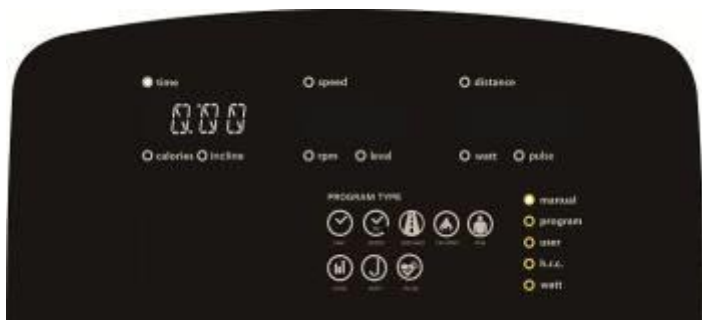 time speed distance
0:00
calories incline rpm level watt pulse
PROGRAM TYPE
manual
program
user
h.r.c.
watt